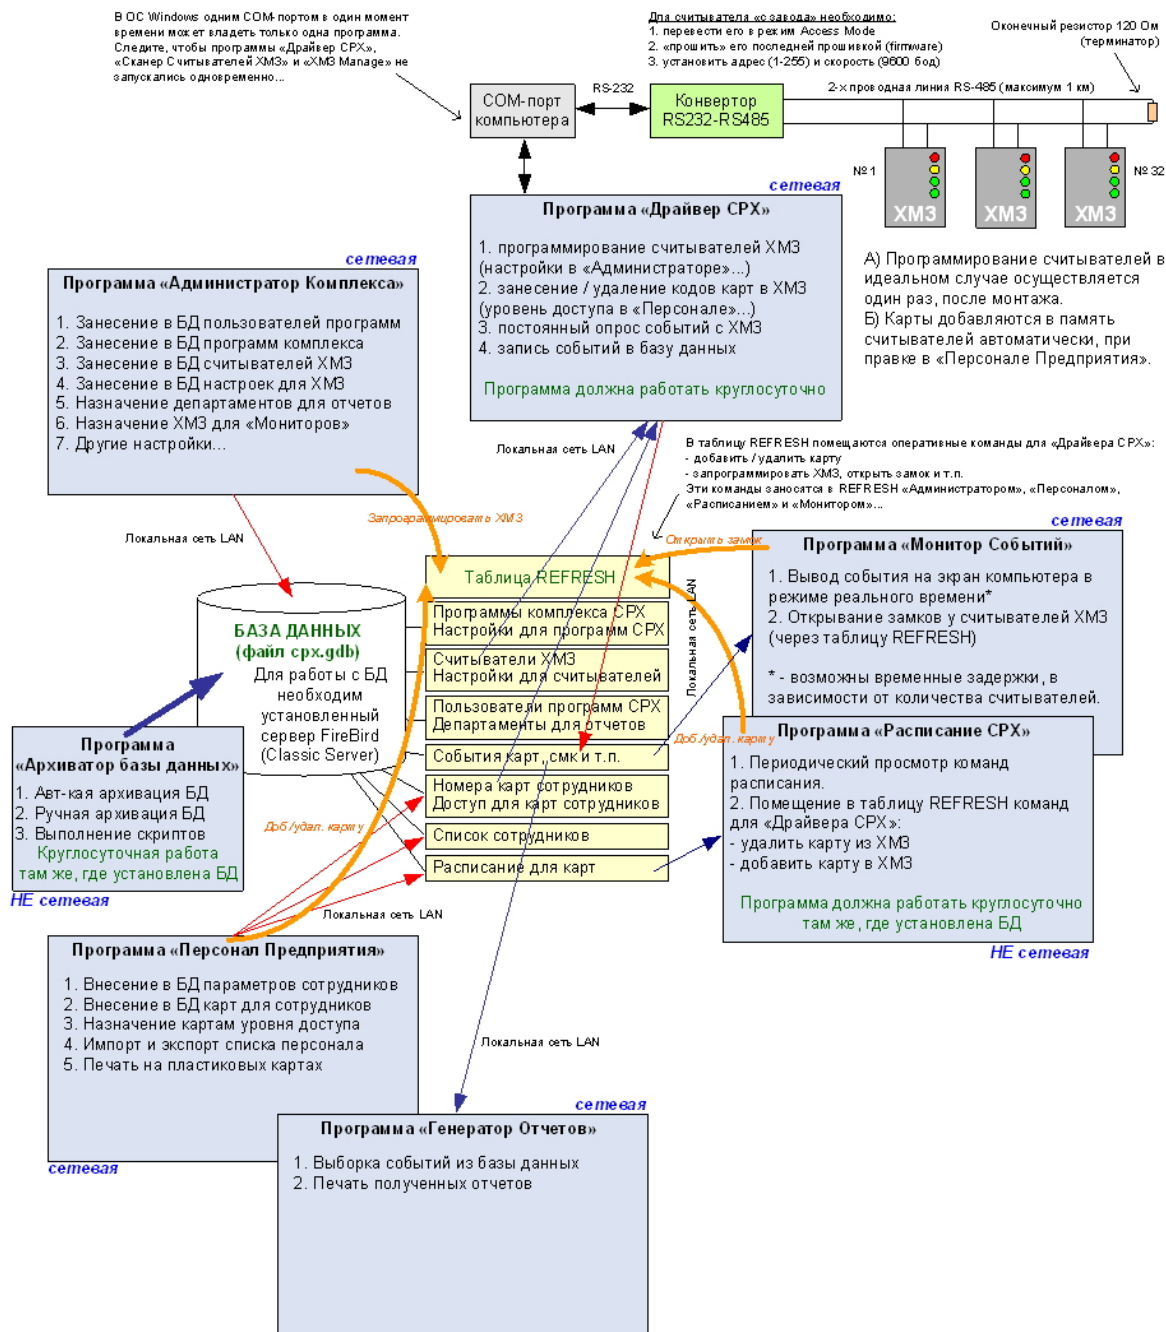 В ОС Windows одним COM-портом в один момент
времени может владеть только одна программа.
Следите, чтобы программы «Драйвер СРХ»,
«Сканер Считывателей ХМ3» и «ХМ3 Manage» не
запускались одновременно...
Для считывателя «с завода» необходимо:
1. перевести его в режим Access Mode
2. «прошить» его последней прошивкой (firmware)
3. установить адрес (1-255) и скорость (9600 бод)
Оконечный резистор 120 Ом
(терминатор)
COM-порт
компьютера
RS-232
Конвертор
RS232-RS485
2-х проводная линия RS-485 (максимум 1 км)
№ 1
ХМ3
ХМ3
ХМ3
№ 32
сетевая
Программа «Драйвер СРХ»
1. программирование считывателей ХМ3
(настройки в «Администраторе»...)
2. занесение / удаление кодов карт в ХМ3
(уровень доступа в «Персонале»...)
3. постоянный опрос событий с ХМ3
4. запись событий в базу данных
Программа должна работать круглосуточно
А) Программирование считывателей в
идеальном случае осуществляется
один раз, после монтажа.
Б) Карты добавляются в память
считывателей автоматически, при
правке в «Персонале Предприятия».
сетевая
Программа «Администратор Комплекса»
1. Занесение в БД пользователей программ
2. Занесение в БД программ комплекса
3. Занесение в БД считывателей ХМ3
4. Занесение в БД настроек для ХМ3
5. Назначение департаментов для отчетов
6. Назначение ХМ3 для «Мониторов»
7. Другие настройки...
Локальная сеть LAN
В таблицу REFRESH помещаются оперативные команды для «Драйвера СРХ»:
- добавить / удалить карту
- запрограммировать ХМ3, открыть замок и т.п.
Эти команды заносятся в REFRESH «Администратором», «Персоналом»,
«Расписанием» и «Монитором»...
Запрограммировать ХМ3
Локальная сеть LAN
Открыть замок
сетевая
Программа «Монитор Событий»
1. Вывод события на экран компьютера в
режиме реального времени*
2. Открывание замков у считывателей ХМ3
(через таблицу REFRESH)
* - возможны временные задержки, в
зависимости от количества считывателей.
Таблица REFRESH
Программы комплекса СРХ
Настройки для программ СРХ
Считыватели ХМ3
Настройки для считывателей
Пользователи программ СРХ
Департаменты для отчетов
События карт, смк и т.п.
Номера карт сотрудников
Доступ для карт сотрудников
Список сотрудников
Расписание для карт
Локальная сеть LAN
Локальная сеть LAN
БАЗА ДАННЫХ
(файл cpx.gdb)
Для работы с БД
необходим
установленный
сервер FireBird
(Classic Server)
Программа
«Архиватор базы данных»
1. Авт-кая архивация БД
2. Ручная архивация БД
3. Выполнение скриптов
Круглосуточная работа
там же, где установлена БД
НЕ сетевая
Доб./удал. карту
Доб/удал. карту
Программа «Расписание СРХ»
1. Периодический просмотр команд
расписания.
2. Помещение в таблицу REFRESH команд
для «Драйвера СРХ»:
- удалить карту из ХМ3
- добавить карту в ХМ3
Программа должна работать круглосуточно
там же, где установлена БД
НЕ сетевая
Локальная сеть LAN
Программа «Персонал Предприятия»
1. Внесение в БД параметров сотрудников
2. Внесение в БД карт для сотрудников
3. Назначение картам уровня доступа
4. Импорт и экспорт списка персонала
5. Печать на пластиковых картах
сетевая
Локальная сеть LAN
сетевая
Программа «Генератор Отчетов»
1. Выборка событий из базы данных
2. Печать полученных отчетов